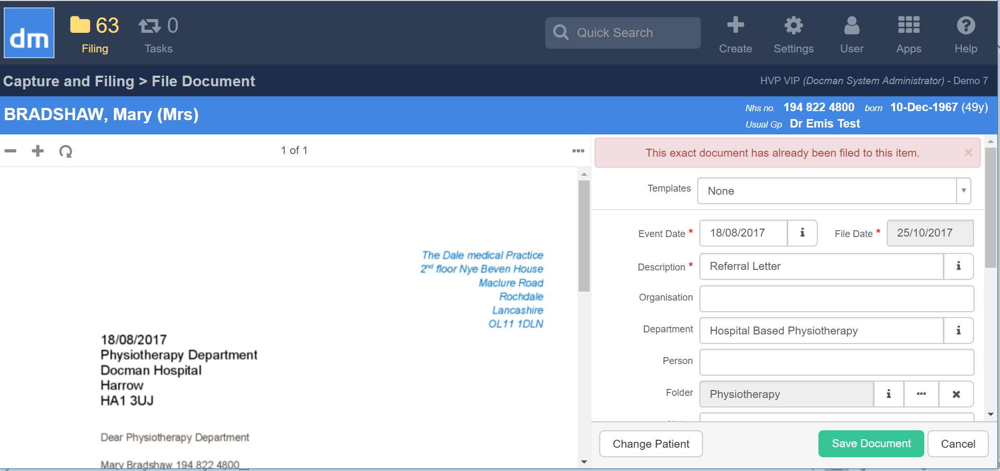 dm
63
Filing
0
Tasks
Quick Search
Create
Settings
User
Apps
Help
Capture and Filing > File Document
HVP VIP (Docman System Administrator) - Demo 7
BRADSHAW, Mary (Mrs)
Nhs no. 194 822 4800 born 10-Dec-1967 (49y)
Usual Gp Dr Emis Test
1 of 1
The Dale medical Practice
2nd floor Nye Beven House
Maclure Road
Rochdale
Lancashire
OL11 1DLN
18/08/2017
Physiotherapy Department
Docman Hospital
Harrow
HA1 3UJ
Dear Physiotherapy Department
Mary Bradshaw 194 822 4800
This exact document has already been filed to this item.
Templates None
Event Date * 18/08/2017
File Date * 25/10/2017
Description * Referral Letter
Organisation
Department Hospital Based Physiotherapy
Person
Folder Physiotherapy
Change Patient
Save Document
Cancel